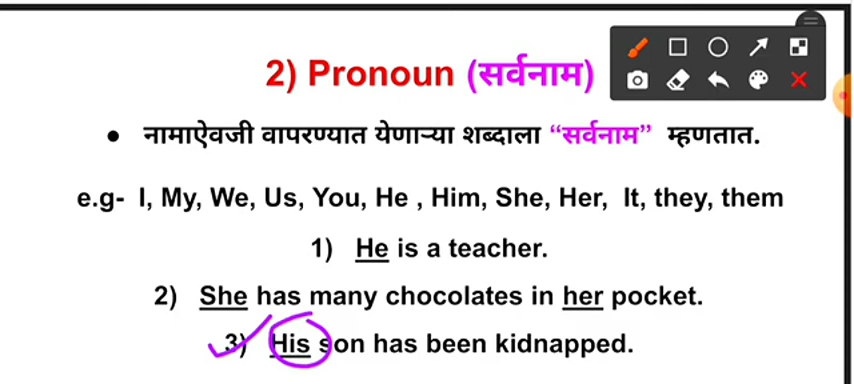 2) Pronoun (सर्वनाम)
● नामाऐवजी वापरण्यात येणाऱ्या शब्दाला “सर्वनाम” म्हणतात.
e.g- I, My, We, Us, You, He , Him, She, Her, It, they, them
1) He is a teacher.
2) She has many chocolates in her pocket.
3) His son has been kidnapped.